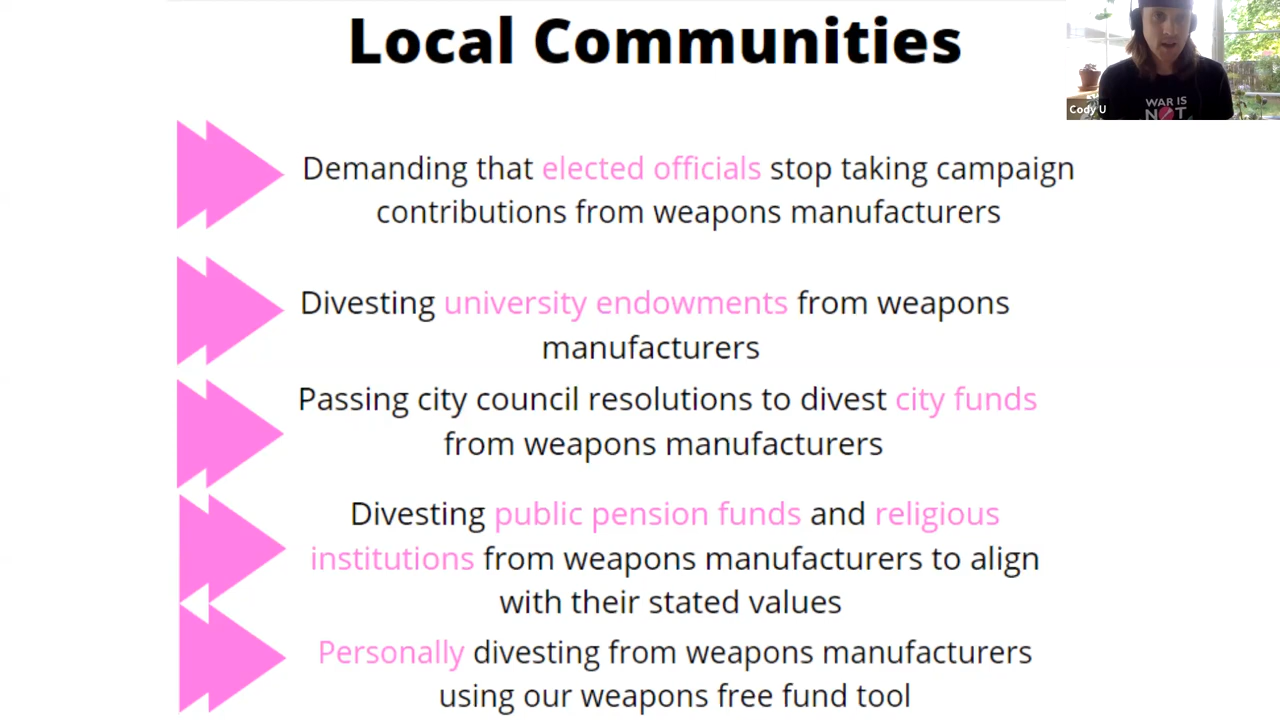 Local Communities
Cody U
WAR IS
NOT
Demanding that elected officials stop taking campaign
contributions from weapons manufacturers
Divesting university endowments from weapons
manufacturers
Passing city council resolutions to divest city funds
from weapons manufacturers
Divesting public pension funds and religious
institutions from weapons manufacturers to align
with their stated values
Personally divesting from weapons manufacturers
using our weapons free fund tool